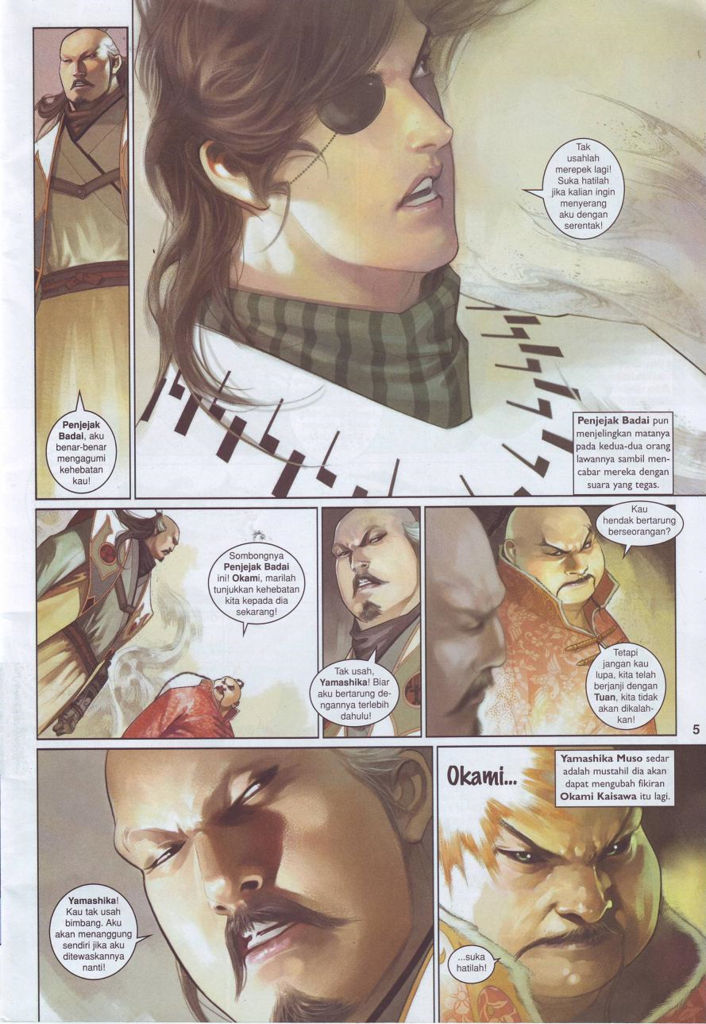 Penjejak
Badai, aku
benar-benar
mengagumi
kehebatan
kau!
Tak
usahlah
merepek lagi!
Suka hatilah
jika kalian ingin
menyerang
aku dengan
serentak!
Penjejak Badai pun
menjelingkan matanya
pada kedua-dua orang
lawannya sambil men-
cabar mereka dengan
suara yang tegas.
Sombongnya
Penjejak Badai
ini! Okami, marilah
tunjukkan kehebatan
kita kepada dia
sekarang!
Tak usah,
Yamashika! Biar
aku bertarung de-
ngannya terlebih
dahulu!
Kau
hendak bertarung
berseorangan?
Tetapi
jangan kau
lupa, kita telah
berjanji dengan
Tuan, kita tidak
akan dikalah-
kan!
5
Yamashika!
Kau tak usah
bimbang. Aku
akan menanggung
sendiri jika aku
ditewaskannya
nanti!
Okami...
Yamashika Muso sedar
adalah mustahil dia akan
dapat mengubah fikiran
Okami Kaisawa itu lagi.
...suka
hatilah!